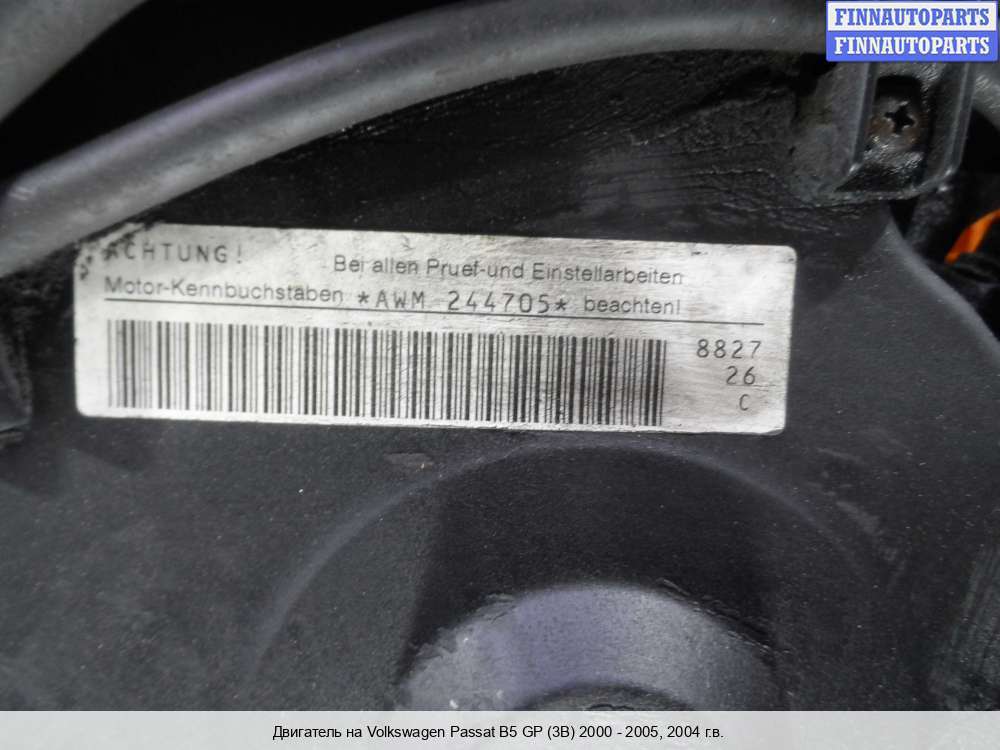 FINNAUTOPARTS
FINNAUTOPARTS
ACHTUNG!
Bei allen Pruef-und Einstellarbeiten
Motor-Kennbuchstaben *AWM 244705* beachten!
8827
26
C
Двигатель на Volkswagen Passat B5 GP (3B) 2000 - 2005, 2004 г.в.